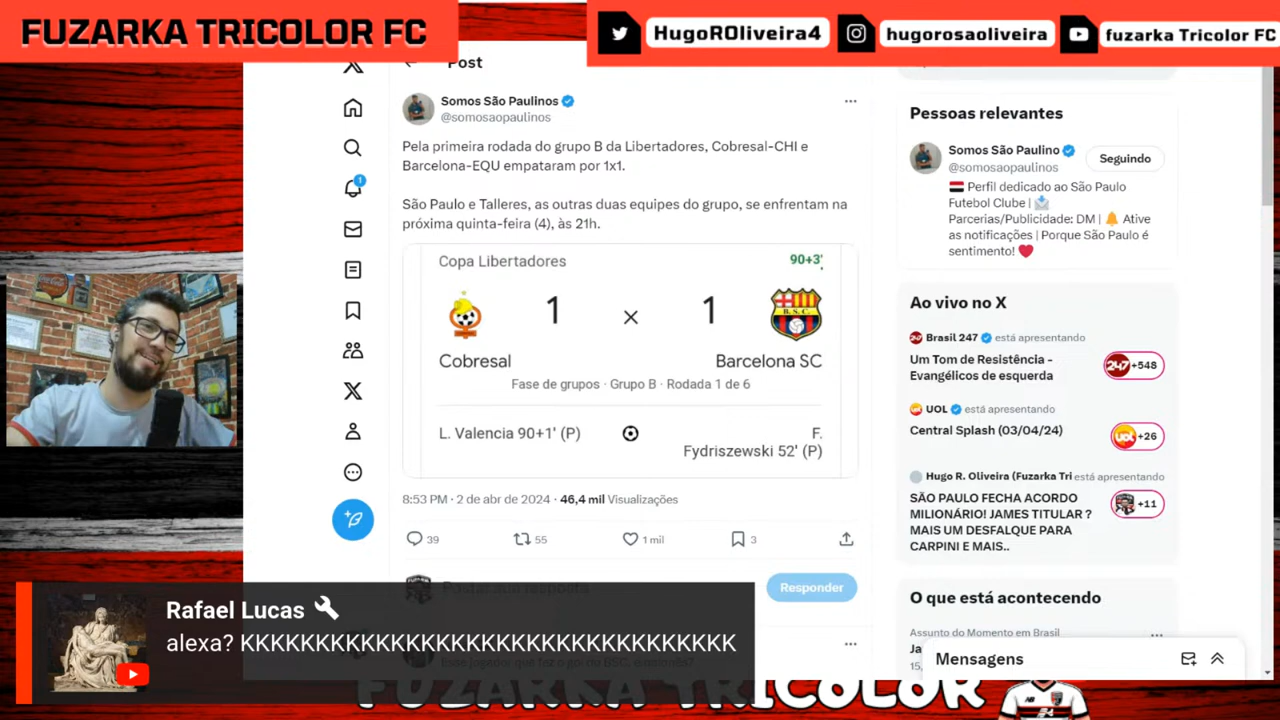 FUZARKA TRICOLOR FC
HugoROliveira4
hugorosaoliveira
fuzarka Tricolor FC
Post
Somos São Paulinos
@somosaopaulinos
Pela primeira rodada do grupo B da Libertadores, Cobresal-CHI e
Barcelona-EQU empataram por 1x1.
São Paulo e Talleres, as outras duas equipes do grupo, se enfrentam na
próxima quinta-feira (4), às 21h.
Copa Libertadores
90+3'
1 × 1
Cobresal
Barcelona SC
Fase de grupos · Grupo B · Rodada 1 de 6
L. Valencia 90+1' (P)
F.
Fydriszewski 52' (P)
8:53 PM · 2 de abr de 2024 · 46,4 mil Visualizações
39
55
1 mil
3
Postar sua resposta
Responder
Pessoas relevantes
Somos São Paulino
@somosaopaulinos
Seguindo
Perfil dedicado ao São Paulo
Futebol Clube |
Parcerias/Publicidade: DM | Ative
as notificações | Porque São Paulo é
sentimento!
Ao vivo no X
Brasil 247 está apresentando
Um Tom de Resistência -
Evangélicos de esquerda
247 +548
UOL está apresentando
Central Splash (03/04/24)
UOL +26
Hugo R. Oliveira (Fuzarka Tri está apresentando
SÃO PAULO FECHA ACORDO
MILIONÁRIO! JAMES TITULAR ?
MAIS UM DESFALQUE PARA
CARPINI E MAIS..
+11
O que está acontecendo
Assunto do Momento em Brasil
Mensagens
Rafael Lucas
alexa? KKKKKKKKKKKKKKKKKKKKKKKKKKKKKKKKK
FUZARKA TRICOLOR